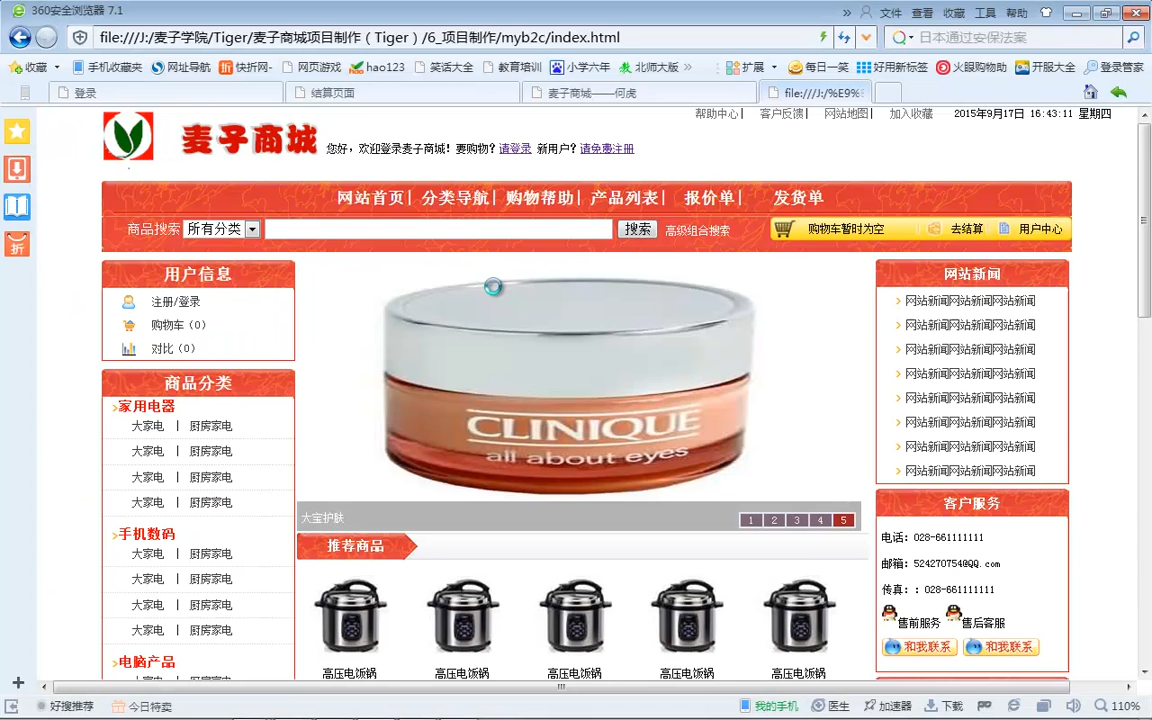 360安全浏览器 7.1
» 文件 查看 收藏 工具 帮助
file:///J:/麦子学院/Tiger/麦子商城项目制作（Tiger）/6_项目制作/myb2c/index.html
日本通过安保法案
收藏 手机收藏夹 网址导航 快折网- 网页游戏 hao123 笑话大全 教育培训 小学六年 北师大版 » 扩展 每日一笑 好用新标签 火眼购物助 开服大全 登录管家
登录 结算页面 麦子商城——何虎 file:///J:/%E9%
帮助中心| 客户反馈| 网站地图| 加入收藏 2015年9月17日 16:43:11 星期四
麦子商城 您好，欢迎登录麦子商城！要购物？请登录 新用户？请免费注册
网站首页| 分类导航| 购物帮助| 产品列表| 报价单| 发货单
商品搜索 所有分类 搜索 高级组合搜索 购物车暂时为空 去结算 用户中心
折
用户信息
注册/登录
购物车（0）
对比（0）
商品分类
>家用电器
大家电 | 厨房家电
大家电 | 厨房家电
大家电 | 厨房家电
大家电 | 厨房家电
>手机数码
大家电 | 厨房家电
大家电 | 厨房家电
大家电 | 厨房家电
大家电 | 厨房家电
>电脑产品
CLINIQUE
all about eyes
大宝护肤 1 2 3 4 5
推荐商品
高压电饭锅 高压电饭锅 高压电饭锅 高压电饭锅 高压电饭锅
网站新闻
> 网站新闻网站新闻网站新闻
> 网站新闻网站新闻网站新闻
> 网站新闻网站新闻网站新闻
> 网站新闻网站新闻网站新闻
> 网站新闻网站新闻网站新闻
> 网站新闻网站新闻网站新闻
> 网站新闻网站新闻网站新闻
> 网站新闻网站新闻网站新闻
客户服务
电话：028-661111111
邮箱：524270754@QQ.com
传真：：028-661111111
售前服务 售后客服
和我联系 和我联系
好搜推荐 今日特卖 我的手机 医生 加速器 下载 110%